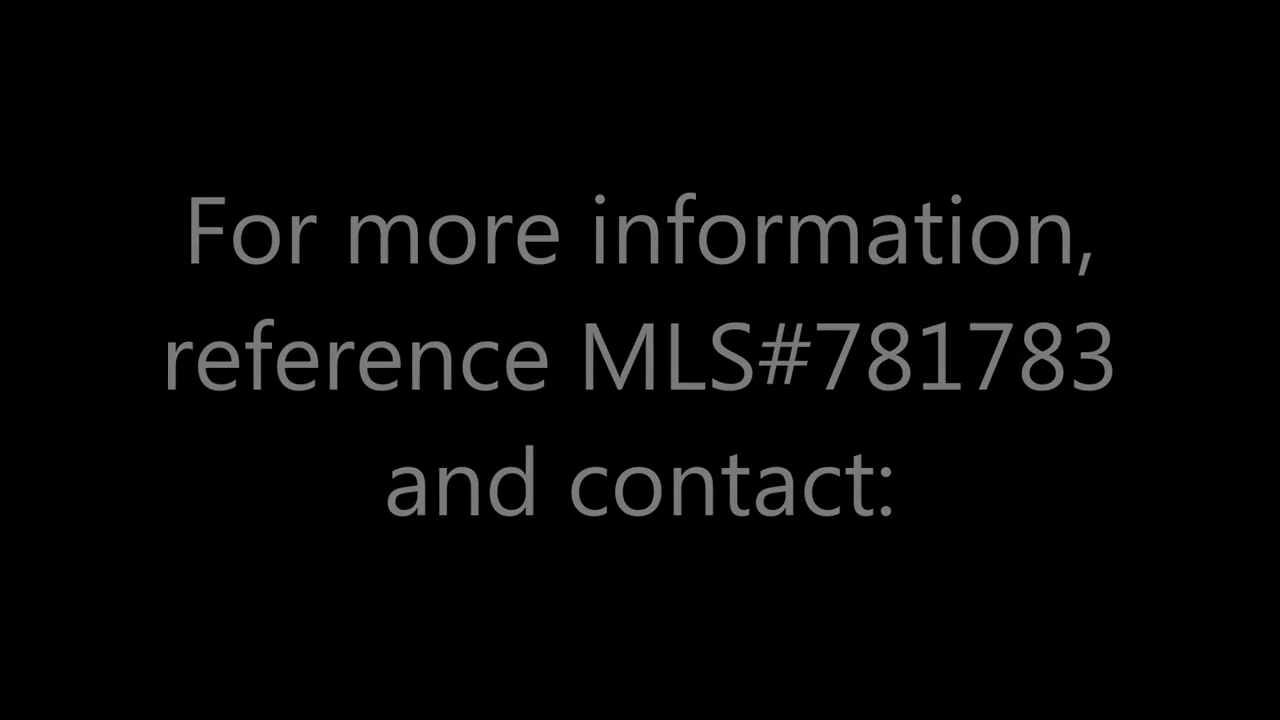 For more information,
reference MLS#781783
and contact: